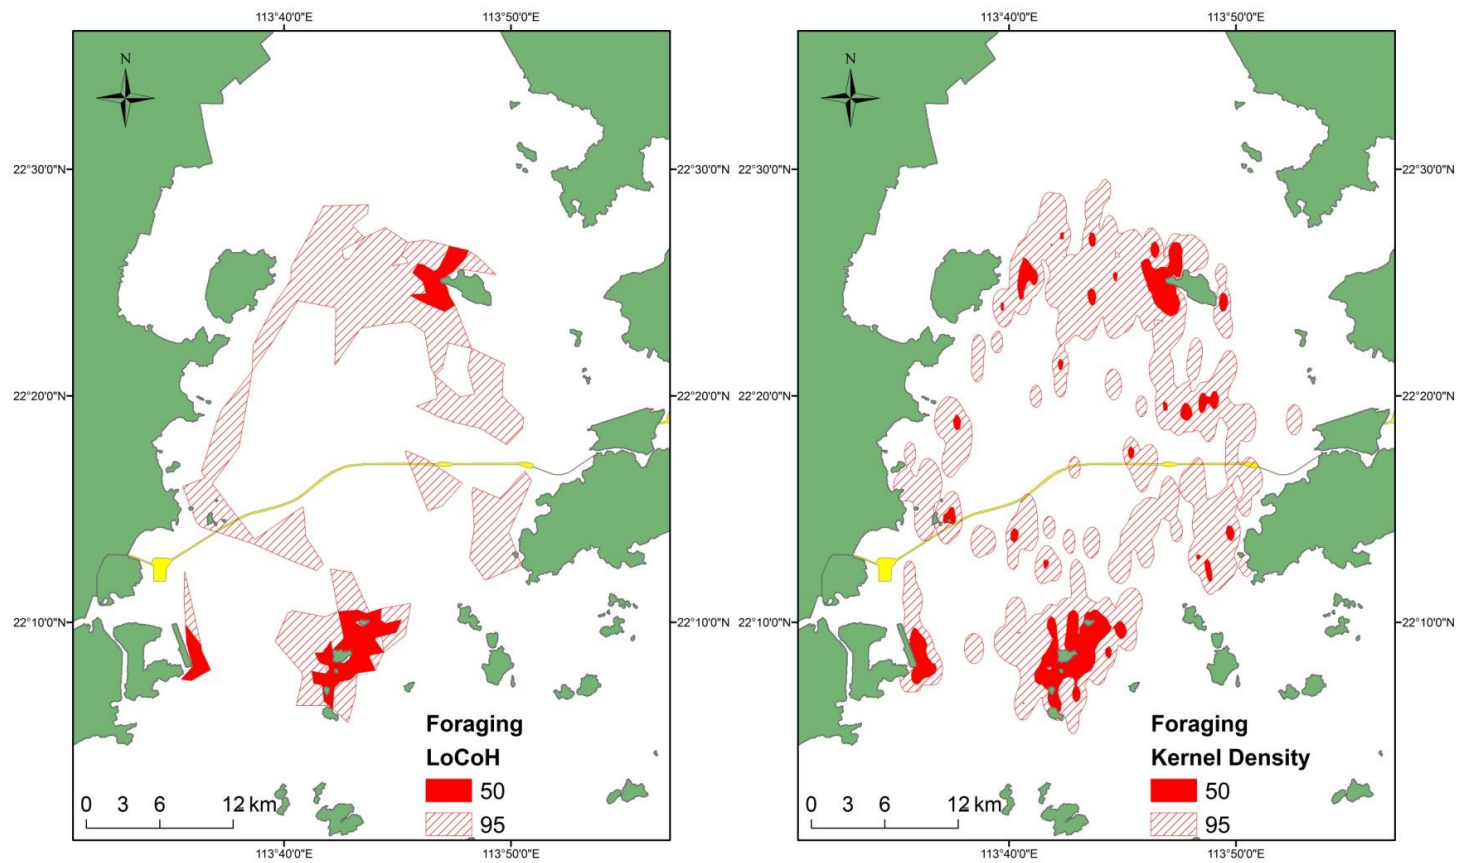 113°40'0"E 113°50'0"E 113°40'0"E 113°50'0"E
N N
22°30'0"N 22°30'0"N 22°30'0"N 22°30'0"N
22°20'0"N 22°20'0"N 22°20'0"N 22°20'0"N
22°10'0"N 22°10'0"N 22°10'0"N 22°10'0"N
Foraging
LoCoH
50
95
0 3 6 12 km
Foraging
Kernel Density
50
95
0 3 6 12 km
113°40'0"E 113°50'0"E 113°40'0"E 113°50'0"E